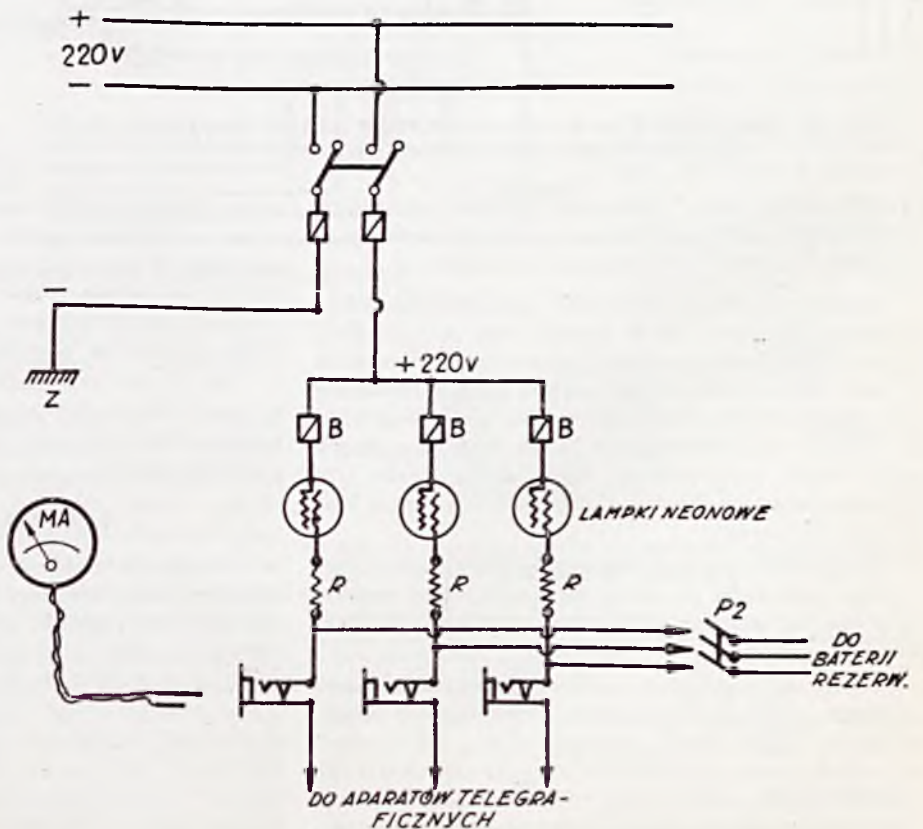 +
220v
−
−
Z
+220v
B
B
B
MA
LAMPKI NEONOWE
R
R
R
P2
DO
BATERJI
REZERW.
DO APARATÓW TELEGRA-
FICZNYCH